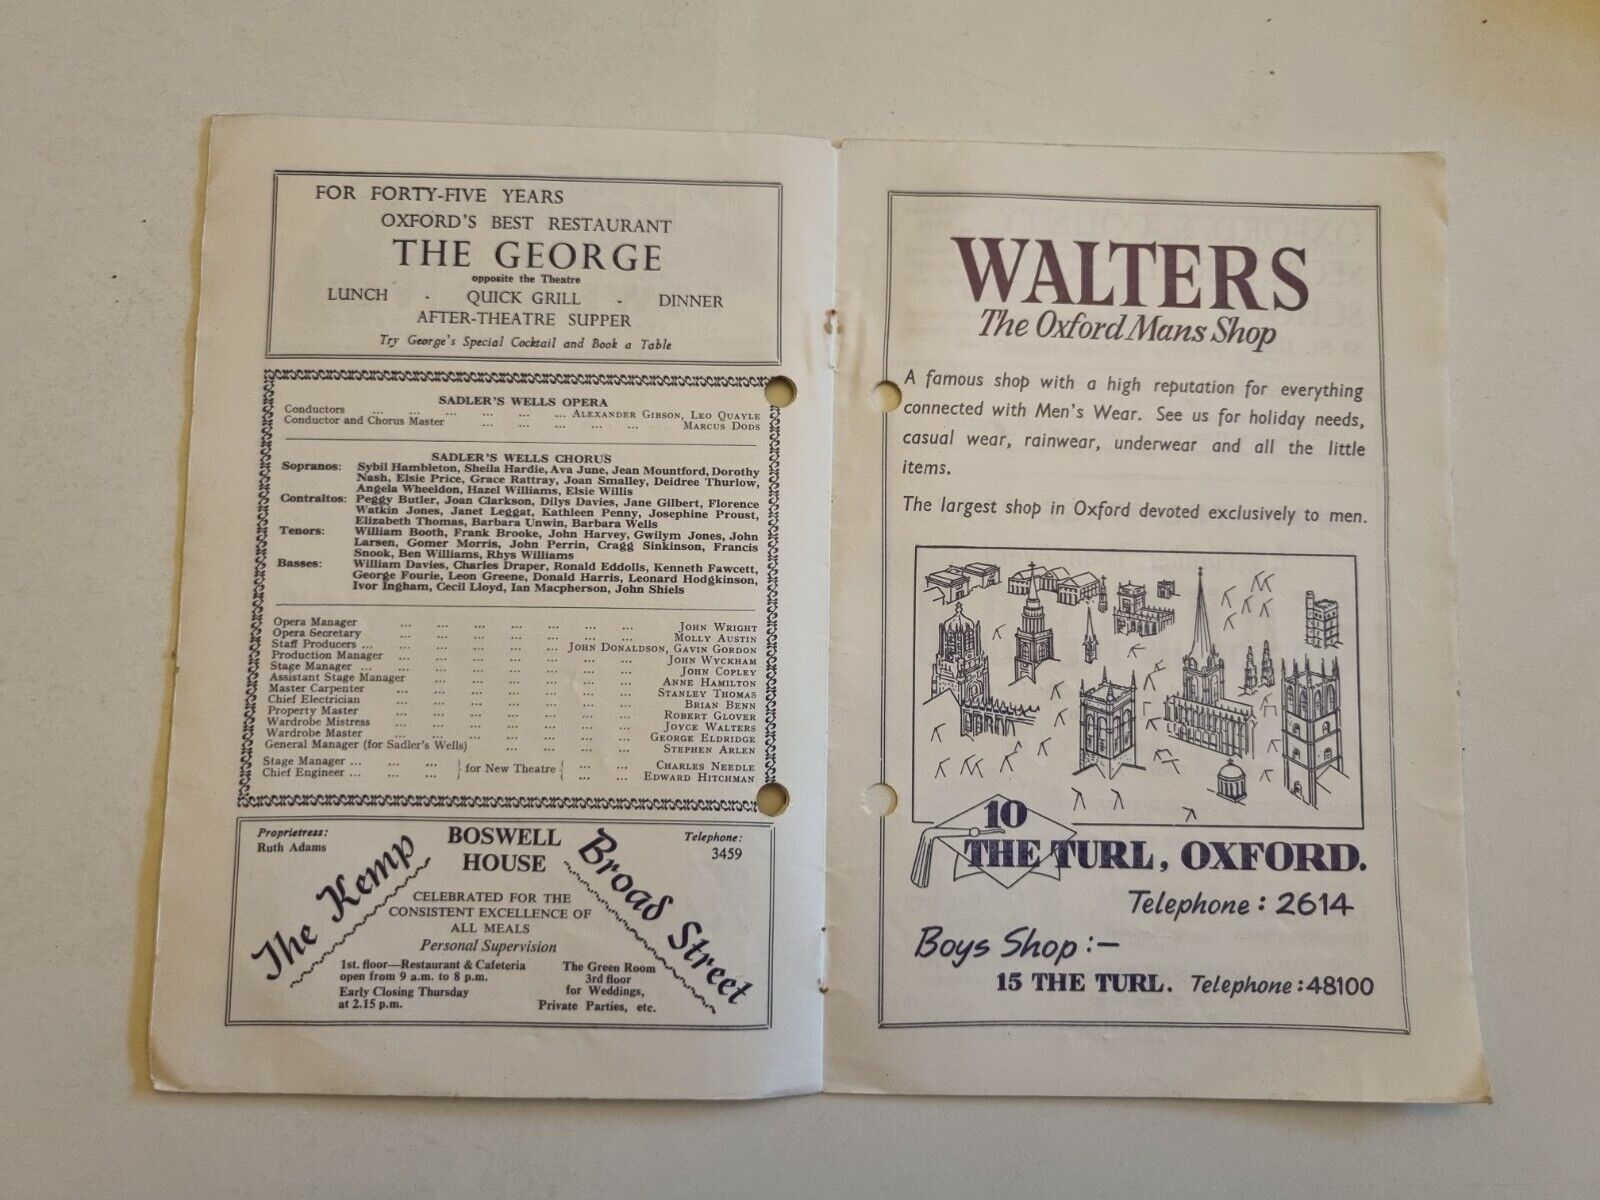 FOR FORTY-FIVE YEARS
OXFORD'S BEST RESTAURANT
THE GEORGE
opposite the Theatre
LUNCH - QUICK GRILL - DINNER
AFTER-THEATRE SUPPER
Try George's Special Cocktail and Book a Table
SADLER'S WELLS OPERA
Conductors ... ... ... ... ... ... ALEXANDER GIBSON, LEO QUAYLE
Conductor and Chorus Master ... ... ... ... ... MARCUS DODS
SADLER'S WELLS CHORUS
Sopranos: Sybil Hambleton, Sheila Hardie, Ava June, Jean Mountford, Dorothy
Nash, Elsie Price, Grace Rattray, Joan Smalley, Deidree Thurlow,
Angela Wheeldon, Hazel Williams, Elsie Willis
Contraltos: Peggy Butler, Joan Clarkson, Dilys Davies, Jane Gilbert, Florence
Watkin Jones, Janet Leggat, Kathleen Penny, Josephine Proust,
Elizabeth Thomas, Barbara Unwin, Barbara Wells
Tenors: William Booth, Frank Brooke, John Harvey, Gwilym Jones, John
Larsen, Gomer Morris, John Perrin, Cragg Sinkinson, Francis
Snook, Ben Williams, Rhys Williams
Basses: William Davies, Charles Draper, Ronald Eddolls, Kenneth Fawcett,
George Fourie, Leon Greene, Donald Harris, Leonard Hodgkinson,
Ivor Ingham, Cecil Lloyd, Ian Macpherson, John Shiels
Opera Manager ... ... ... ... ... ... ... JOHN WRIGHT
Opera Secretary ... ... ... ... ... ... ... MOLLY AUSTIN
Staff Producers ... ... ... ... ... ... JOHN DONALDSON, GAVIN GORDON
Production Manager ... ... ... ... ... ... ... JOHN WYCKHAM
Stage Manager ... ... ... ... ... ... ... ... JOHN COPLEY
Assistant Stage Manager ... ... ... ... ... ... ANNE HAMILTON
Master Carpenter ... ... ... ... ... ... ... STANLEY THOMAS
Chief Electrician ... ... ... ... ... ... ... BRIAN BENN
Property Master ... ... ... ... ... ... ... ROBERT GLOVER
Wardrobe Mistress ... ... ... ... ... ... ... JOYCE WALTERS
Wardrobe Master ... ... ... ... ... ... ... GEORGE ELDRIDGE
General Manager (for Sadler's Wells) ... ... ... ... STEPHEN ARLEN
Stage Manager ... ... ... } for New Theatre { ... ... CHARLES NEEDLE
Chief Engineer ... ... ... } for New Theatre { ... ... EDWARD HITCHMAN
Proprietress:
Ruth Adams
The Kemp
BOSWELL
HOUSE
Broad Street
Telephone:
3459
CELEBRATED FOR THE
CONSISTENT EXCELLENCE OF
ALL MEALS
Personal Supervision
1st. floor—Restaurant & Cafeteria
open from 9 a.m. to 8 p.m.
Early Closing Thursday
at 2.15 p.m.
The Green Room
3rd floor
for Weddings,
Private Parties, etc.
WALTERS
The Oxford Mans Shop
A famous shop with a high reputation for everything
connected with Men's Wear. See us for holiday needs,
casual wear, rainwear, underwear and all the little
items.
The largest shop in Oxford devoted exclusively to men.
10
THE TURL, OXFORD.
Telephone: 2614
Boys Shop:-
15 THE TURL. Telephone: 48100